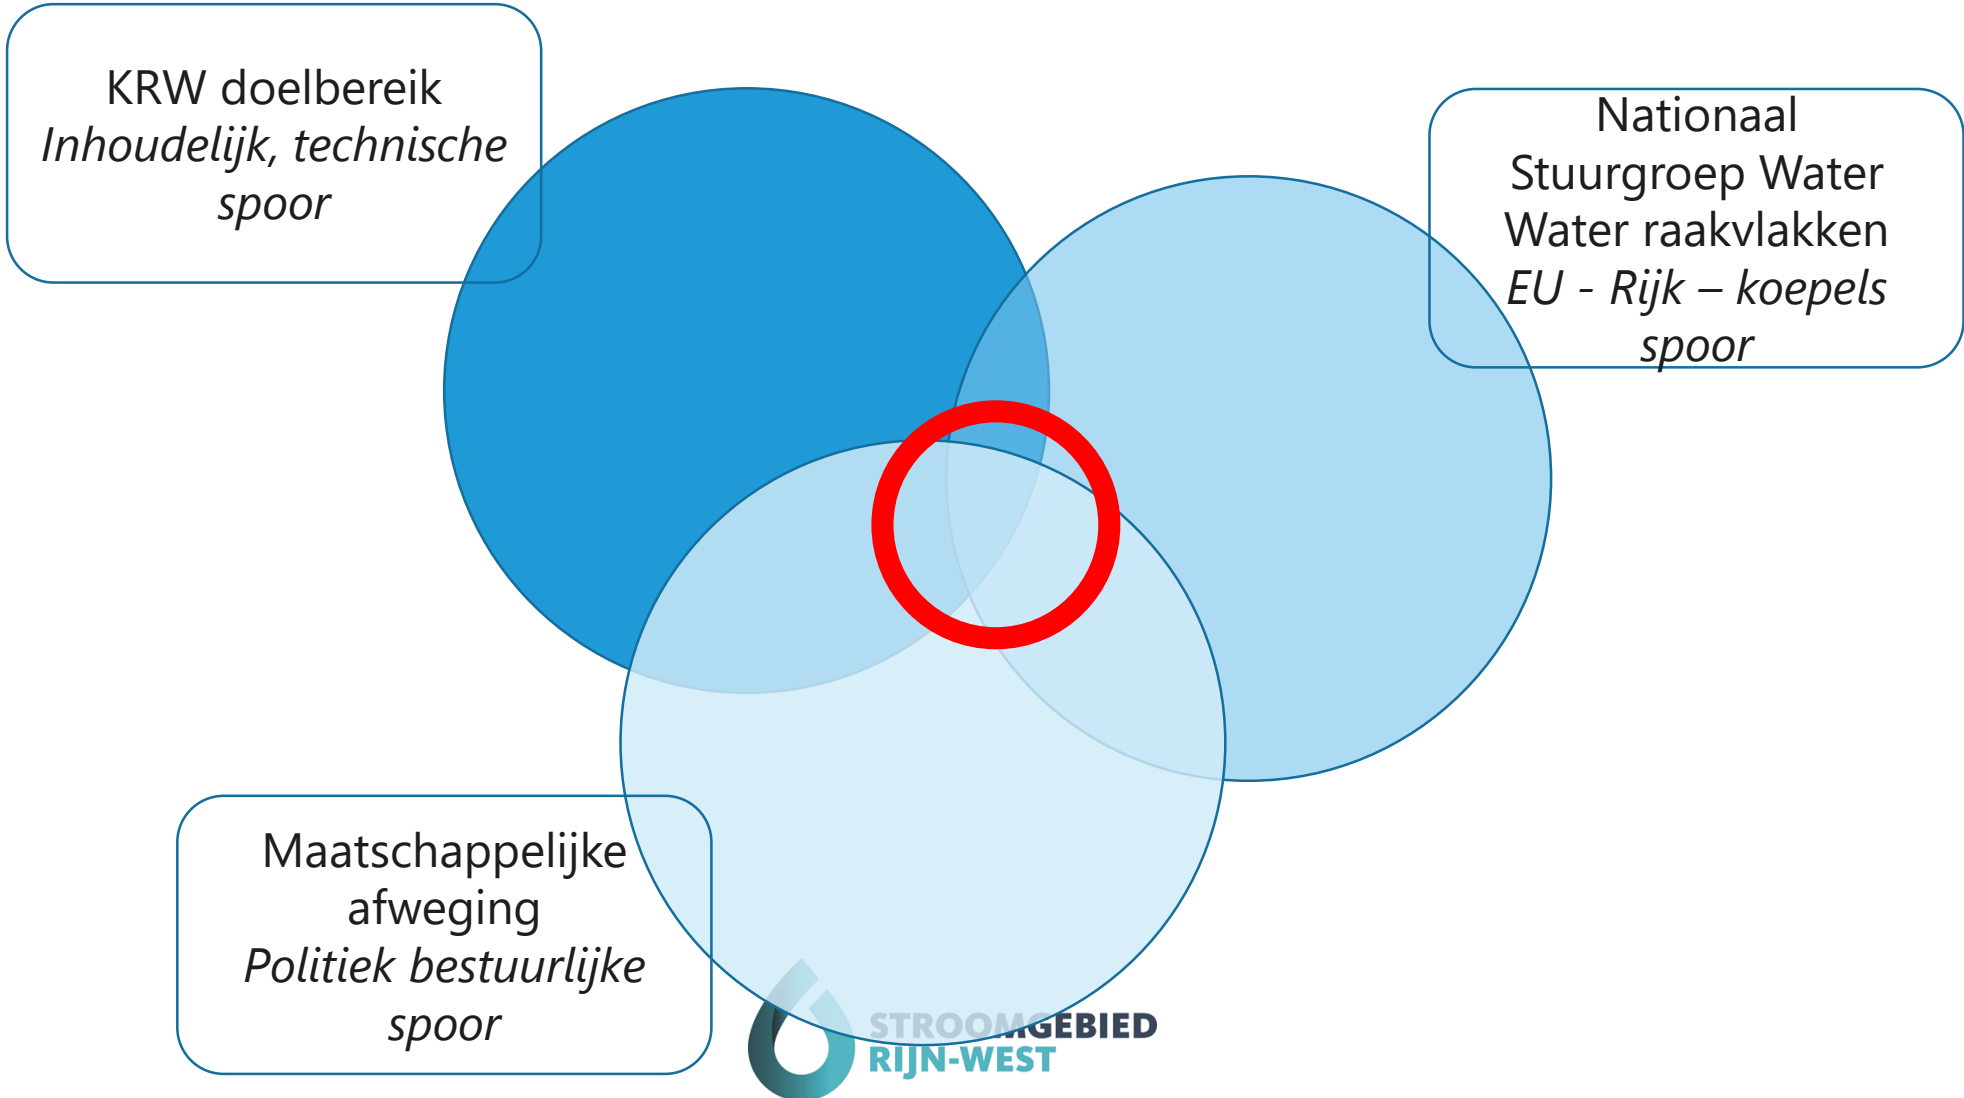 KRW doelbereik
Inhoudelijk, technische
spoor
Nationaal
Stuurgroep Water
Water raakvlakken
EU - Rijk – koepels
spoor
Maatschappelijke
afweging
Politiek bestuurlijke
spoor
STROOMGEBIED
RIJN-WEST